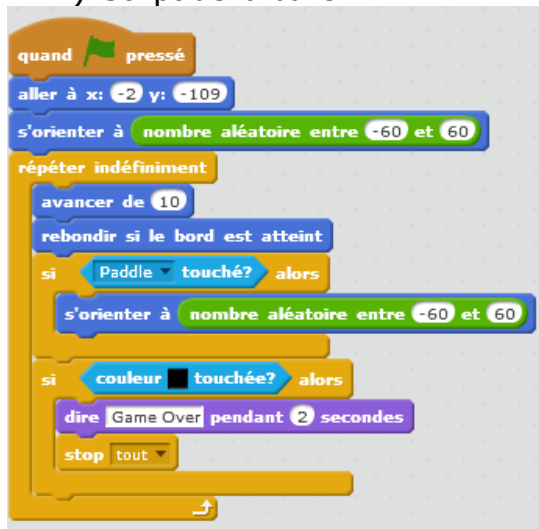 quand pressé
aller à x: -2 y: -109
s'orienter à nombre aléatoire entre -60 et 60
répéter indéfiniment
avancer de 10
rebondir si le bord est atteint
si Paddle touché? alors
s'orienter à nombre aléatoire entre -60 et 60
si couleur touchée? alors
dire Game Over pendant 2 secondes
stop tout